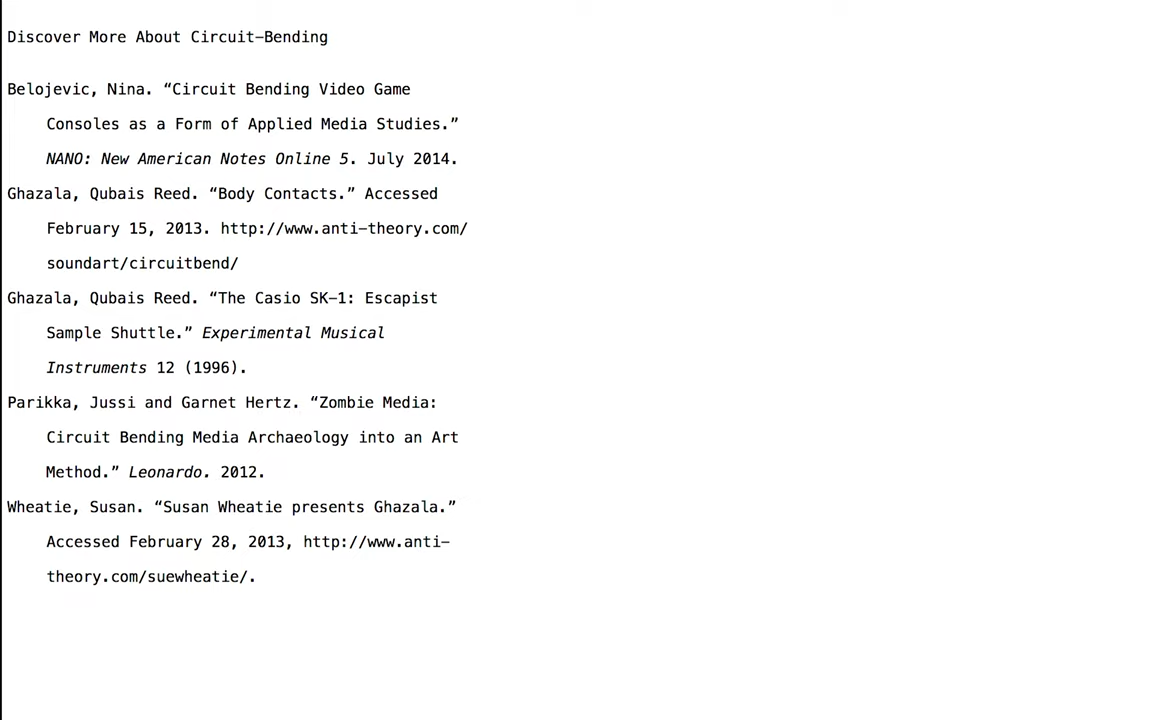 Discover More About Circuit-Bending
Belojevic, Nina. “Circuit Bending Video Game
Consoles as a Form of Applied Media Studies.”
NANO: New American Notes Online 5. July 2014.
Ghazala, Qubais Reed. “Body Contacts.” Accessed
February 15, 2013. http://www.anti-theory.com/
soundart/circuitbend/
Ghazala, Qubais Reed. “The Casio SK-1: Escapist
Sample Shuttle.” Experimental Musical
Instruments 12 (1996).
Parikka, Jussi and Garnet Hertz. “Zombie Media:
Circuit Bending Media Archaeology into an Art
Method.” Leonardo. 2012.
Wheatie, Susan. “Susan Wheatie presents Ghazala.”
Accessed February 28, 2013, http://www.anti-
theory.com/suewheatie/.